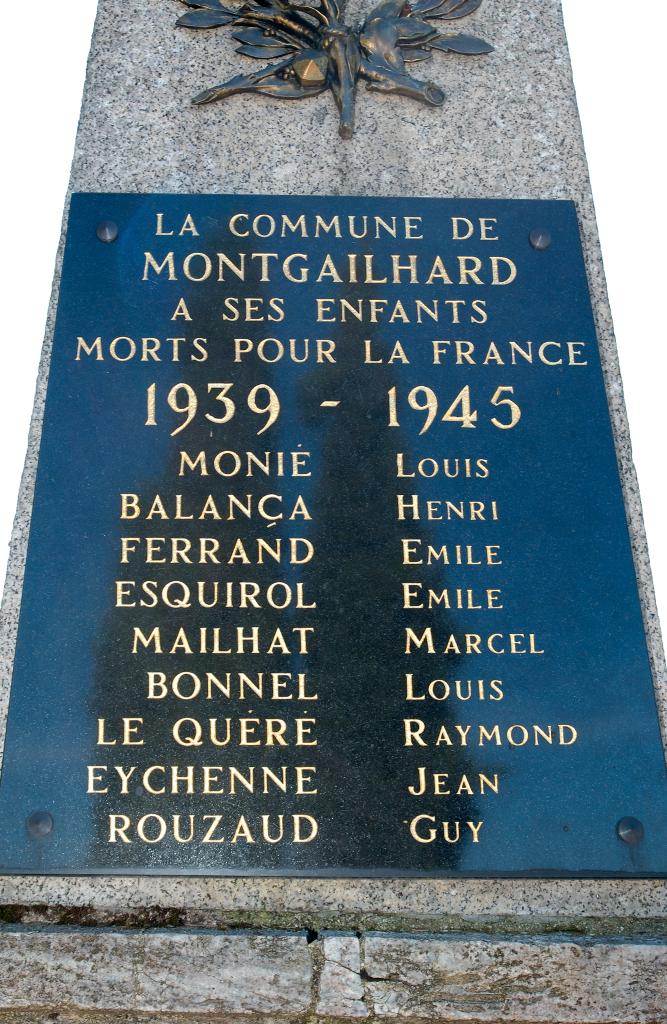 LA COMMUNE DE
MONTGAILHARD
A SES ENFANTS
MORTS POUR LA FRANCE
1939 - 1945
MONIÉ LOUIS
BALANÇA HENRI
FERRAND EMILE
ESQUIROL EMILE
MAILHAT MARCEL
BONNEL LOUIS
LE QUÉRÉ RAYMOND
EYCHENNE JEAN
ROUZAUD GUY